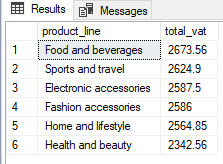 Results Messages
product_line total_vat
1 Food and beverages 2673.56
2 Sports and travel 2624.9
3 Electronic accessories 2587.5
4 Fashion accessories 2586
5 Home and lifestyle 2564.85
6 Health and beauty 2342.56